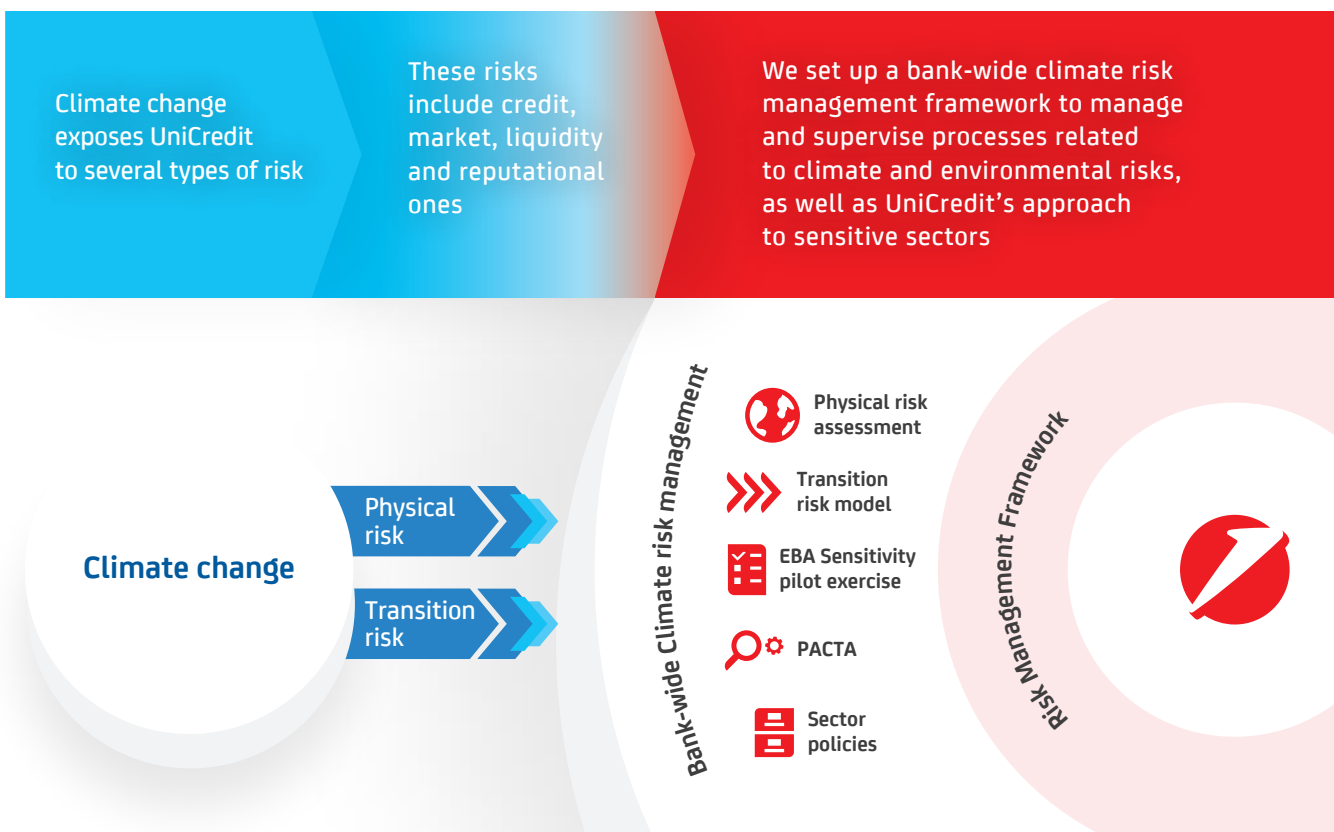 Climate change
exposes UniCredit
to several types of risk
These risks
include credit,
market, liquidity
and reputational
ones
We set up a bank-wide climate risk
management framework to manage
and supervise processes related
to climate and environmental risks,
as well as UniCredit’s approach
to sensitive sectors
Climate change
Physical
risk
Transition
risk
Bank-wide Climate risk management
Physical risk
assessment
Transition
risk model
EBA Sensitivity
pilot exercise
PACTA
Sector
policies
Risk Management Framework